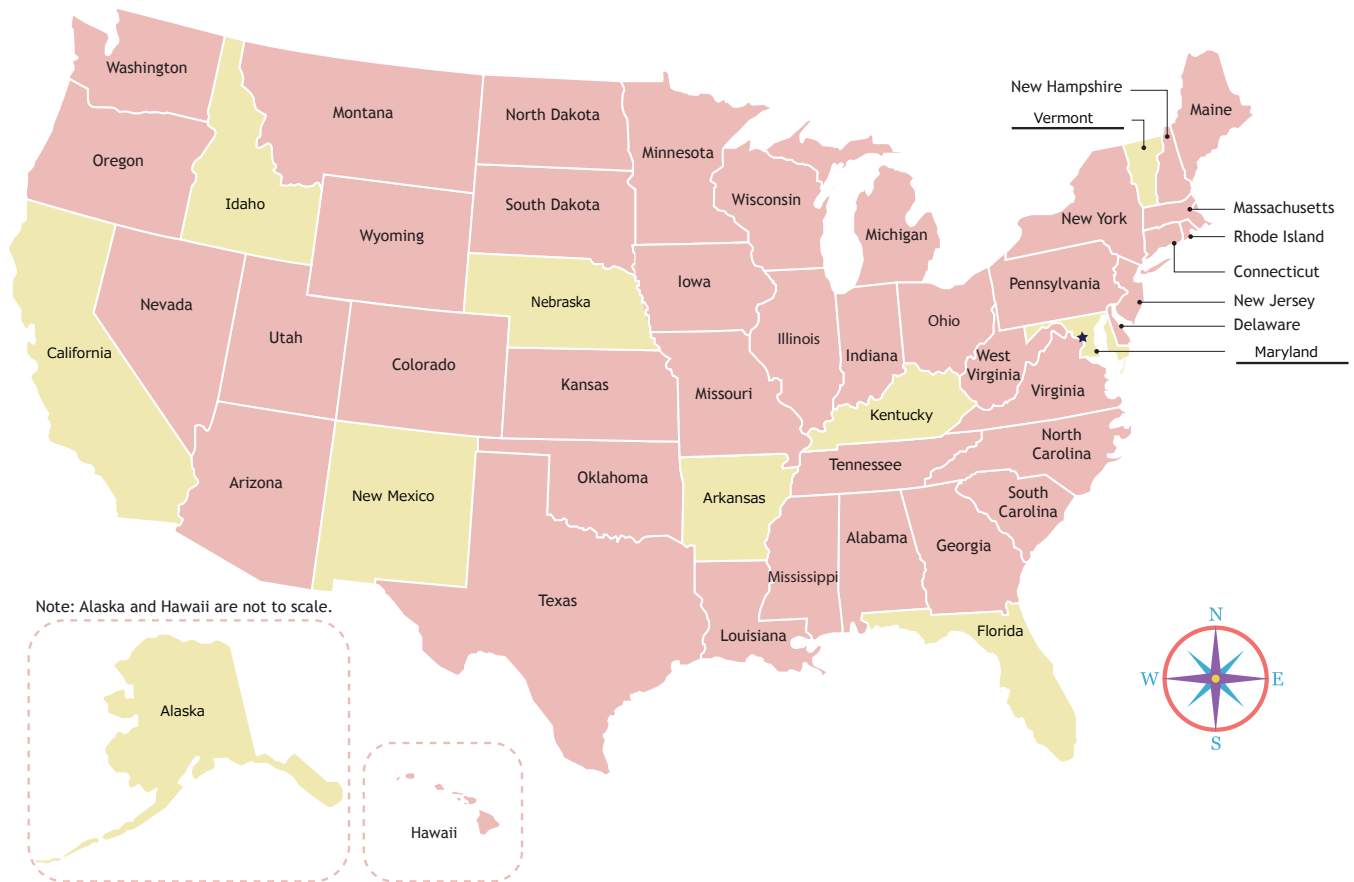 Washington
Montana
North Dakota
Minnesota
New Hampshire
Vermont
Maine
Oregon
Idaho
South Dakota
Wisconsin
Wyoming
Michigan
New York
Massachusetts
Rhode Island
Connecticut
Nevada
Nebraska
Iowa
Pennsylvania
New Jersey
Delaware
Maryland
California
Utah
Colorado
Kansas
Missouri
Illinois
Indiana
Ohio
West
Virginia
Virginia
Kentucky
Arizona
New Mexico
Oklahoma
Arkansas
Tennessee
North
Carolina
South
Carolina
Texas
Louisiana
Mississippi
Alabama
Georgia
Florida
Note: Alaska and Hawaii are not to scale.
Alaska
Hawaii
N
W
E
S